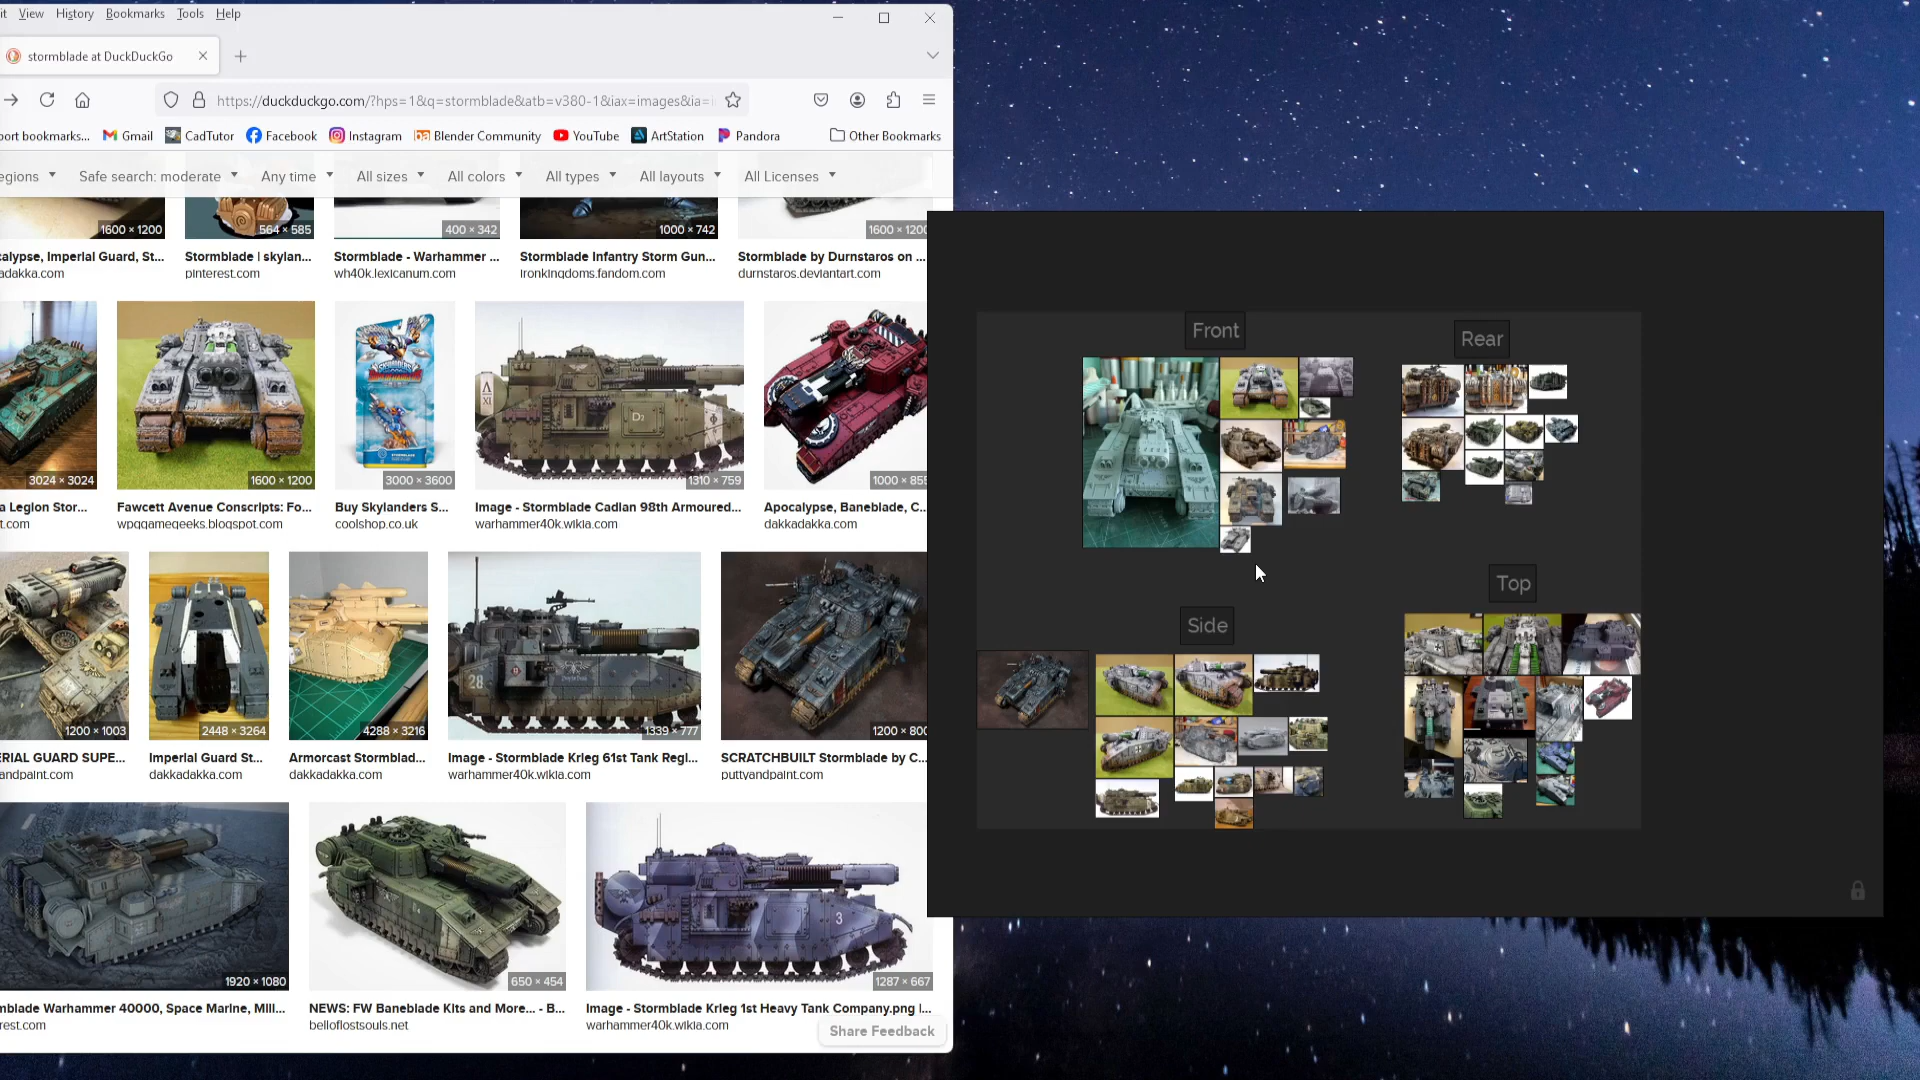 it View History Bookmarks Tools Help
stormblade at DuckDuckGo
https://duckduckgo.com/?hps=1&q=stormblade&atb=v380-1&iax=images&ia=i
port bookmarks... Gmail CadTutor Facebook Instagram Blender Community YouTube ArtStation Pandora Other Bookmarks
egions Safe search: moderate Any time All sizes All colors All types All layouts All Licenses
1600 × 1200 564 × 585 400 × 342 1000 × 742 1600 × 1200
calypse, Imperial Guard, St... Stormblade | skylan... Stormblade - Warhammer ... Stormblade Infantry Storm Gun... Stormblade by Durnstaros on ...
adakka.com pinterest.com wh40k.lexicanum.com ironkingdoms.fandom.com durnstaros.deviantart.com
3024 × 3024 1600 × 1200 3000 × 3600 1310 × 759 1000 × 855
a Legion Stor... Fawcett Avenue Conscripts: Fo... Buy Skylanders S... Image - Stormblade Cadian 98th Armoured... Apocalypse, Baneblade, C...
t.com wpggamegeeks.blogspot.com coolshop.co.uk warhammer40k.wikia.com dakkadakka.com
1200 × 1003 2448 × 3264 4288 × 3216 1339 × 777 1200 × 800
ERIAL GUARD SUPE... Imperial Guard St... Armorcast Stormblad... Image - Stormblade Krieg 61st Tank Regi... SCRATCHBUILT Stormblade by C...
andpaint.com dakkadakka.com dakkadakka.com warhammer40k.wikia.com puttyandpaint.com
1920 × 1080 650 × 454 1287 × 667
mblade Warhammer 40000, Space Marine, Mili... NEWS: FW Baneblade Kits and More... - B... Image - Stormblade Krieg 1st Heavy Tank Company.png |...
rest.com belloflostsouls.net warhammer40k.wikia.com
Share Feedback
D2
28
3
Front
Rear
Side
Top